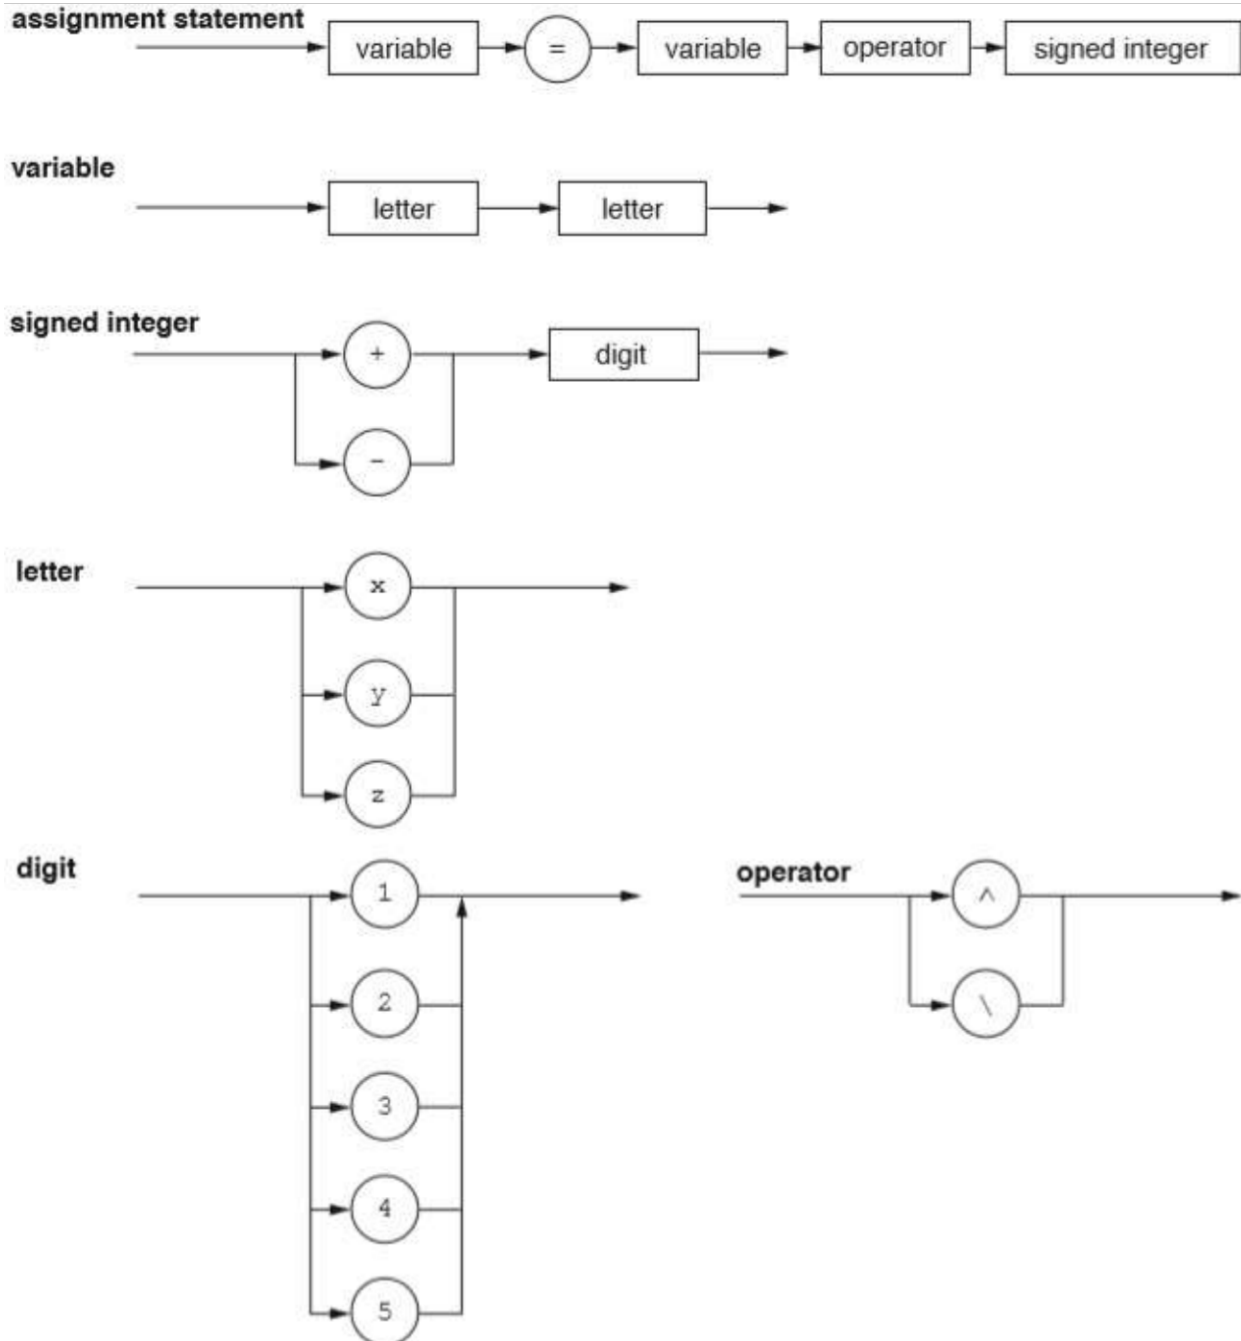 assignment statement
variable = variable operator signed integer
variable
letter letter
signed integer
+ digit
-
letter
x
y
z
digit
1
2
3
4
5
operator
^
\